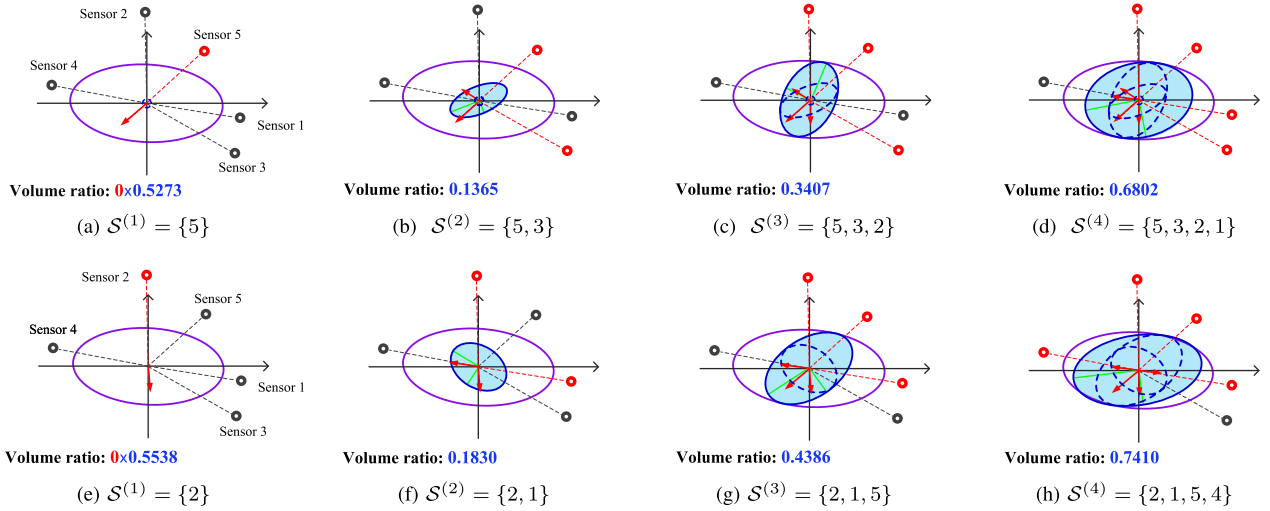 Sensor 2
Sensor 5
Sensor 4
Sensor 1
Sensor 3
Volume ratio: 0x0.5273
Volume ratio: 0.1365
Volume ratio: 0.3407
Volume ratio: 0.6802
(a) S^(1) = {5}
(b) S^(2) = {5, 3}
(c) S^(3) = {5, 3, 2}
(d) S^(4) = {5, 3, 2, 1}
Sensor 2
Sensor 5
Sensor 4
Sensor 1
Sensor 3
Volume ratio: 0x0.5538
Volume ratio: 0.1830
Volume ratio: 0.4386
Volume ratio: 0.7410
(e) S^(1) = {2}
(f) S^(2) = {2, 1}
(g) S^(3) = {2, 1, 5}
(h) S^(4) = {2, 1, 5, 4}